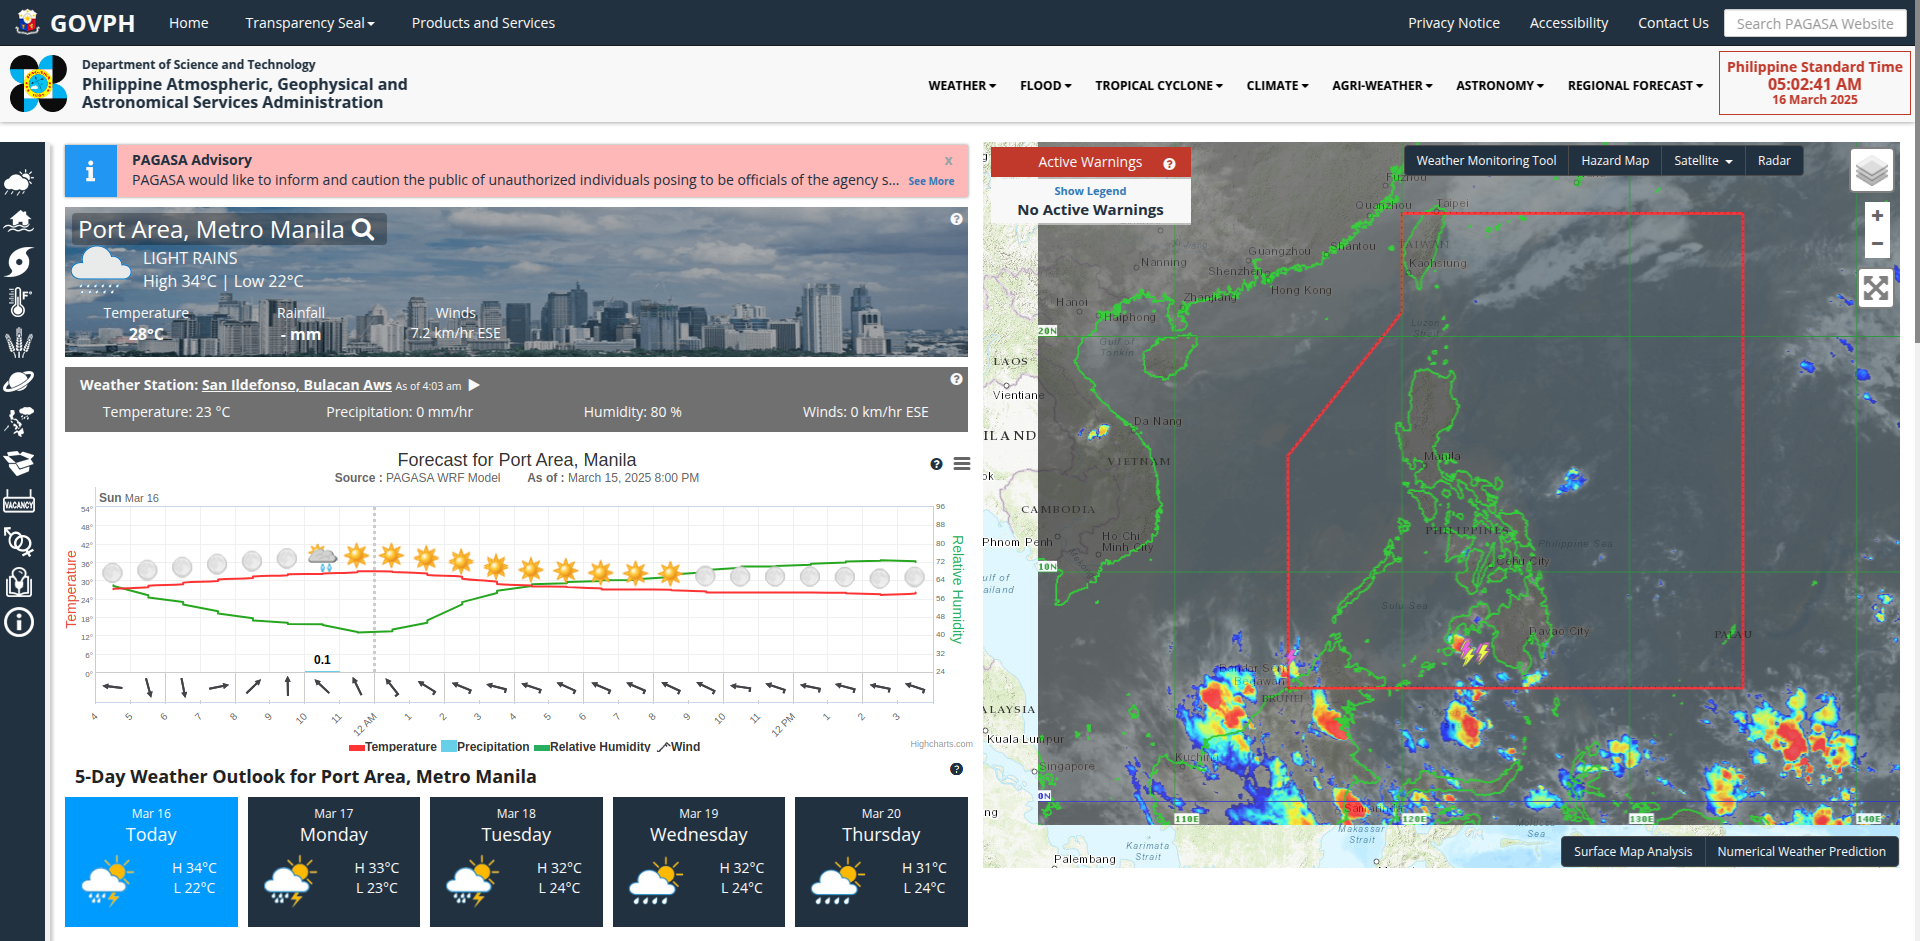 GOVPH
Home
Transparency Seal
Products and Services
Privacy Notice
Accessibility
Contact Us
Search PAGASA Website
Department of Science and Technology
Philippine Atmospheric, Geophysical and
Astronomical Services Administration
WEATHER
FLOOD
TROPICAL CYCLONE
CLIMATE
AGRI-WEATHER
ASTRONOMY
REGIONAL FORECAST
Philippine Standard Time
05:02:41 AM
16 March 2025
VACANCY
PAGASA Advisory
x
PAGASA would like to inform and caution the public of unauthorized individuals posing to be officials of the agency s... See More
Port Area, Metro Manila
LIGHT RAINS
High 34°C | Low 22°C
Temperature
28°C
Rainfall
- mm
Winds
7.2 km/hr ESE
Weather Station: San Ildefonso, Bulacan Aws As of 4:03 am
Temperature: 23 °C
Precipitation: 0 mm/hr
Humidity: 80 %
Winds: 0 km/hr ESE
Forecast for Port Area, Manila
Source : PAGASA WRF Model As of : March 15, 2025 8:00 PM
Sun Mar 16
54°
48°
42°
36°
30°
24°
18°
12°
6°
0°
Temperature
96
88
80
72
64
56
48
40
32
24
Relative Humidity
0.1
4 5 6 7 8 9 10 11 12 AM 1 2 3 4 5 6 7 8 9 10 11 12 PM 1 2 3
Temperature Precipitation Relative Humidity Wind
Highcharts.com
5-Day Weather Outlook for Port Area, Metro Manila
Mar 16
Today
H 34°C
L 22°C
Mar 17
Monday
H 33°C
L 23°C
Mar 18
Tuesday
H 32°C
L 24°C
Mar 19
Wednesday
H 32°C
L 24°C
Mar 20
Thursday
H 31°C
L 24°C
Active Warnings
Show Legend
No Active Warnings
Weather Monitoring Tool
Hazard Map
Satellite
Radar
+
−
Fuzhou
Taipei
Quanzhou
TAIWAN
Shantou
Guangzhou
Kaohsiung
Nanning
Shenzhen
Hong Kong
Zhanjiang
Hanoi
Haiphong
20N
Luzon
Strait
Gulf of
Tonkin
LAOS
Vientiane
Da Nang
ILAND
VIETNAM
Manila
ok
CAMBODIA
Phnom Penh
Ho Chi
Minh City
PHILIPPINES
Philippine Sea
Cebu City
10N
ulf of
ailand
Sulu Sea
Davao City
PALAU
Bandar Seri
Begawan
BRUNEI
ALAYSIA
Kuala Lumpur
Kuching
Singapore
0N
Samarinda
110E
120E
130E
140E
ng
Makassar
Strait
Sea
Karimata
Strait
Palembang
Surface Map Analysis
Numerical Weather Prediction